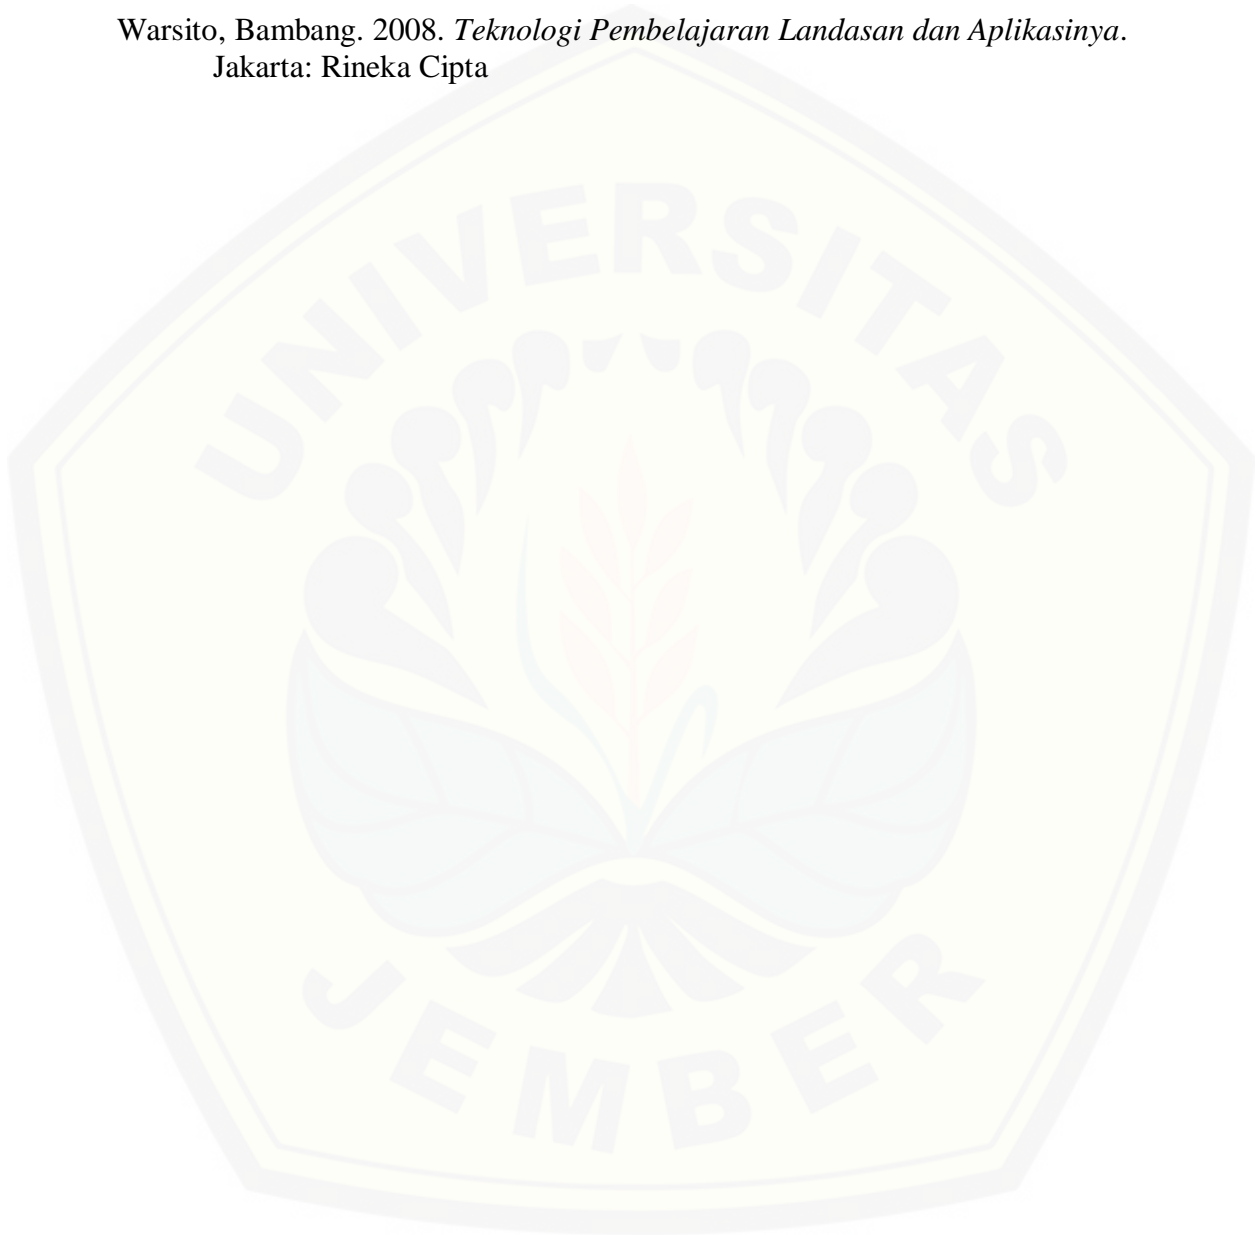 Warsito, Bambang. 2008. Teknologi Pembelajaran Landasan dan Aplikasinya.
Jakarta: Rineka Cipta
UNIVERSITAS
JEMBER